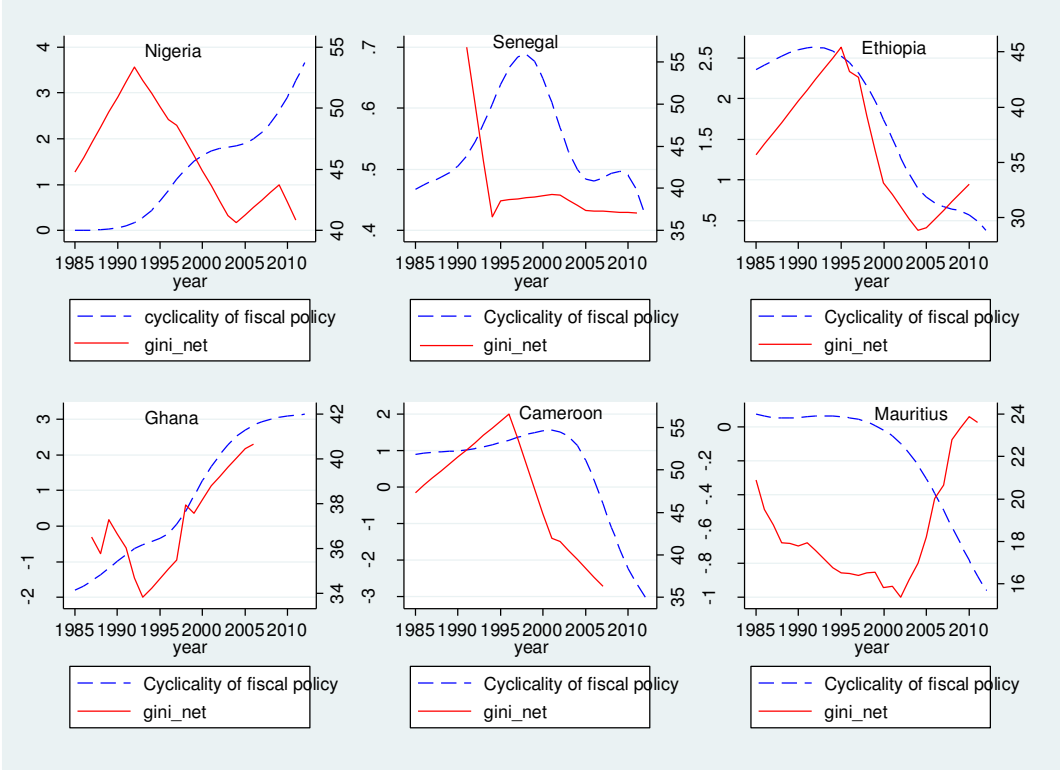 Nigeria
4
3
2
1
0
55
50
45
40
1985 1990 1995 2000 2005 2010
year
cyclicality of fiscal policy
gini_net
Senegal
.7
.6
.5
.4
55
50
45
40
35
1985 1990 1995 2000 2005 2010
year
Cyclicality of fiscal policy
gini_net
Ethiopia
2.5
2
1.5
1
.5
45
40
35
30
1985 1990 1995 2000 2005 2010
year
Cyclicality of fiscal policy
gini_net
Ghana
3
2
1
0
-1
-2
42
40
38
36
34
1985 1990 1995 2000 2005 2010
year
Cyclicality of fiscal policy
gini_net
Cameroon
2
1
0
-1
-2
-3
55
50
45
40
35
1985 1990 1995 2000 2005 2010
year
Cyclicality of fiscal policy
gini_net
Mauritius
0
-.2
-.4
-.6
-.8
-1
24
22
20
18
16
1985 1990 1995 2000 2005 2010
year
Cyclicality of fiscal policy
gini_net